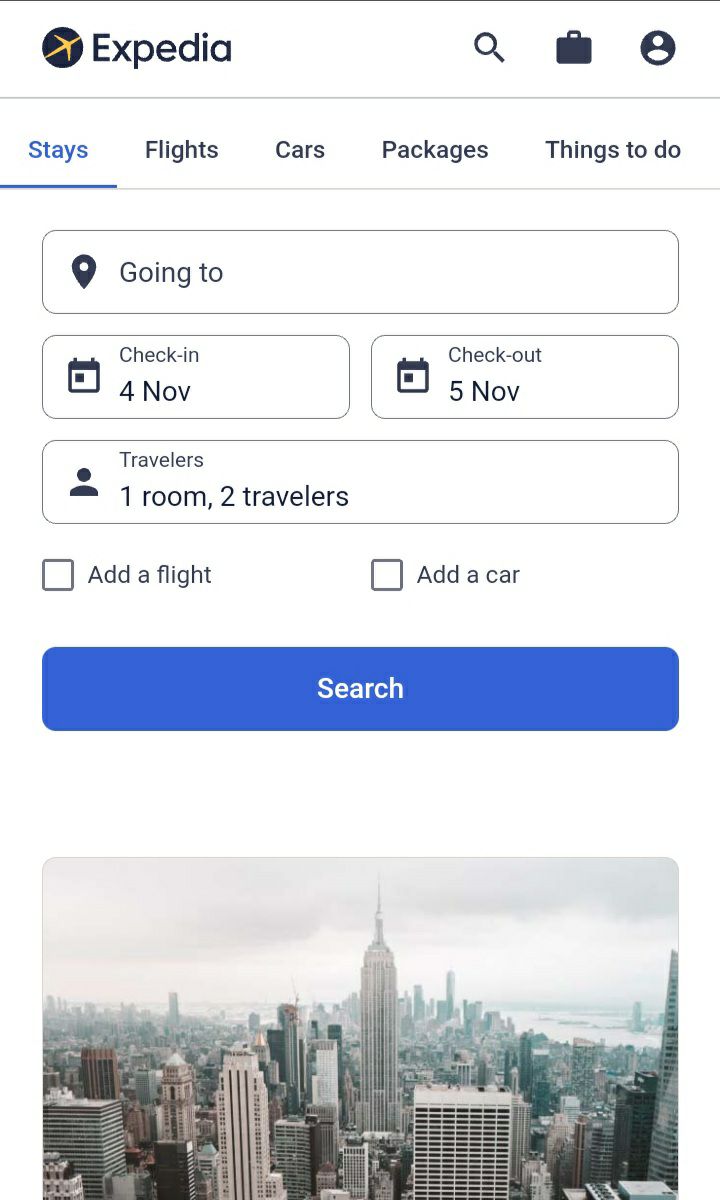 Expedia
Stays Flights Cars Packages Things to do
Going to
Check-in
4 Nov
Check-out
5 Nov
Travelers
1 room, 2 travelers
Add a flight Add a car
Search